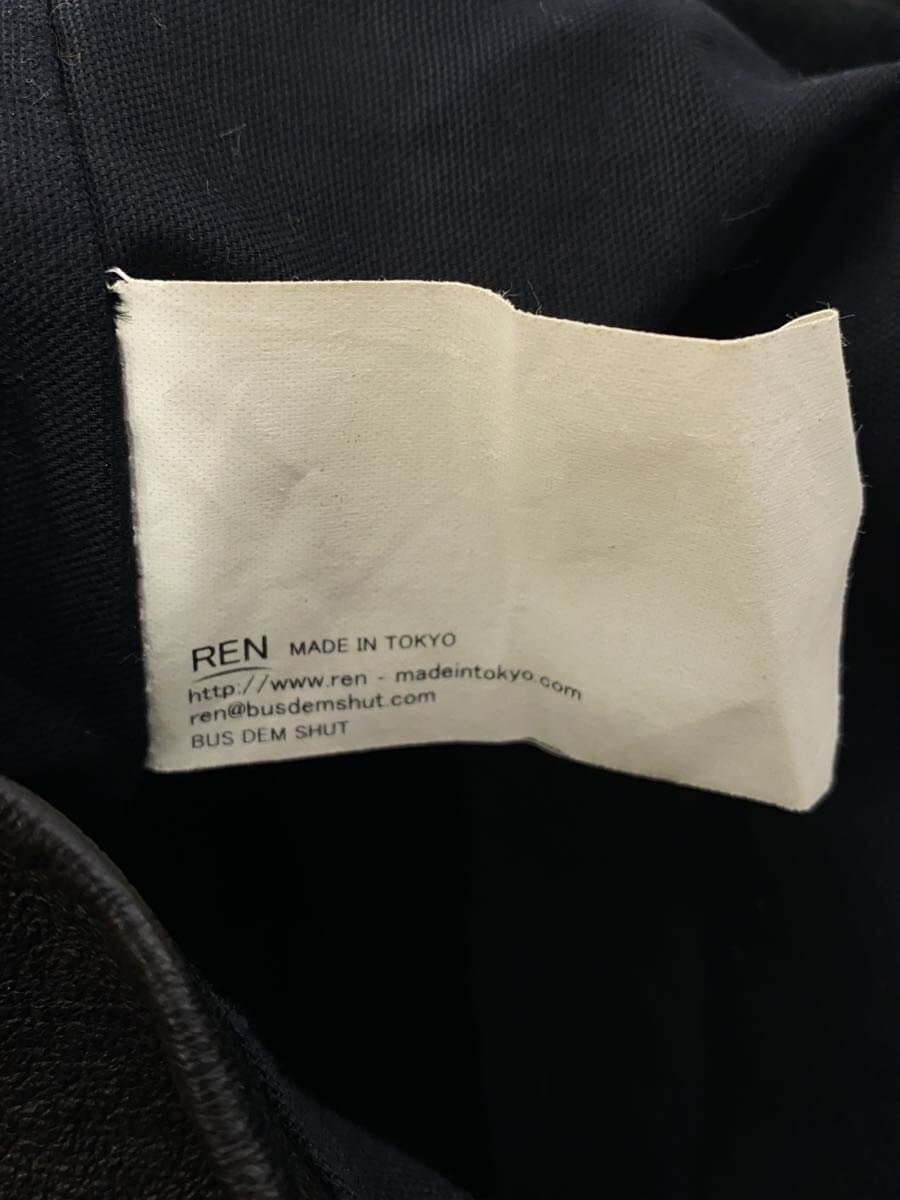 REN MADE IN TOKYO
http://www.ren - madeintokyo.com
ren@busdemshut.com
BUS DEM SHUT